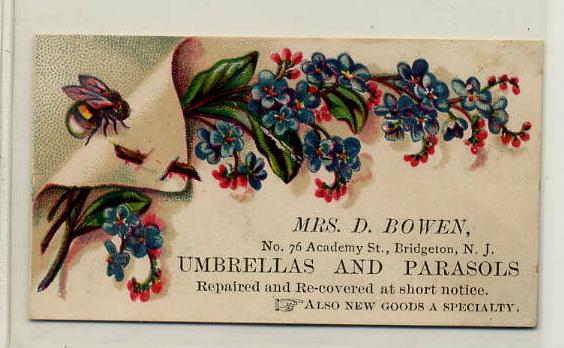 MRS. D. BOWEN,
No. 76 Academy St., Bridgeton, N. J.
UMBRELLAS AND PARASOLS
Repaired and Re-covered at short notice.
☞ALSO NEW GOODS A SPECIALTY.